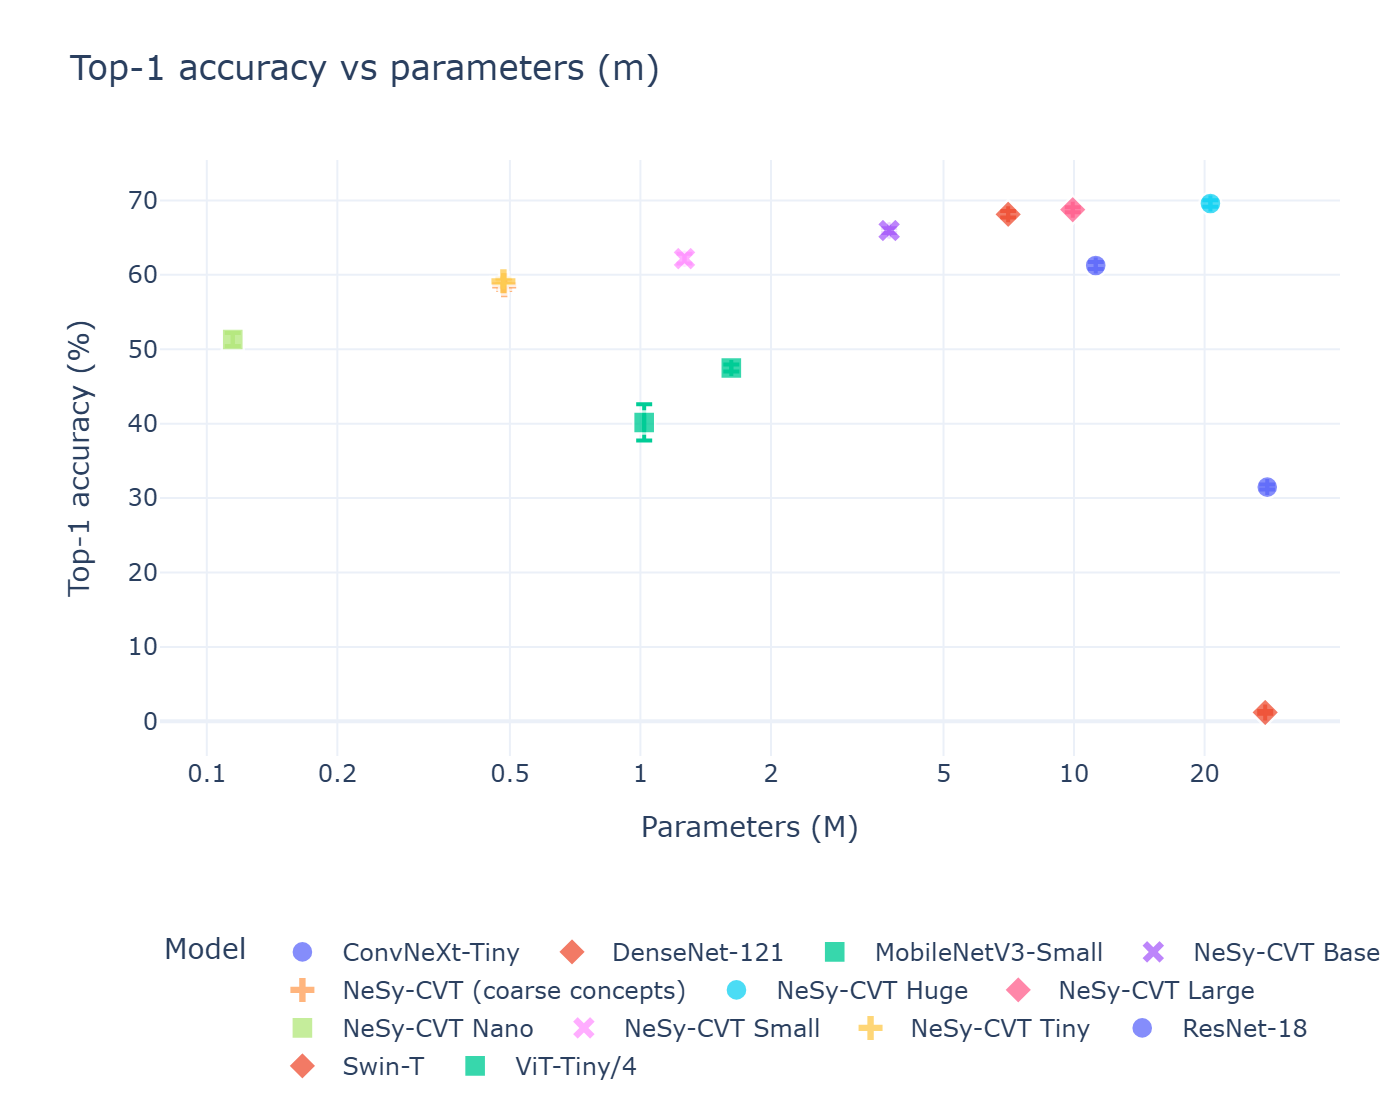 Top-1 accuracy vs parameters (m)
70
60
50
40
30
20
10
0
Top-1 accuracy (%)
0.1 0.2 0.5 1 2 5 10 20
Parameters (M)
Model ConvNeXt-Tiny DenseNet-121 MobileNetV3-Small NeSy-CVT Base
NeSy-CVT (coarse concepts) NeSy-CVT Huge NeSy-CVT Large
NeSy-CVT Nano NeSy-CVT Small NeSy-CVT Tiny ResNet-18
Swin-T ViT-Tiny/4